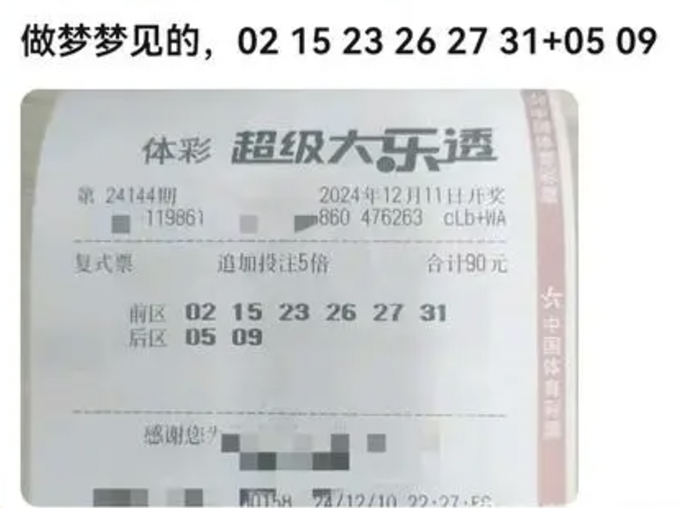 做梦梦见的，02 15 23 26 27 31+05 09
体彩 超级大乐透
第 24144期 2024年12月11日开奖
119861 860 476263 cLb+WA
复式票 追加投注5倍 合计90元
前区 02 15 23 26 27 31
后区 05 09
感谢您
24/12/10 22:27:
中国体育彩票